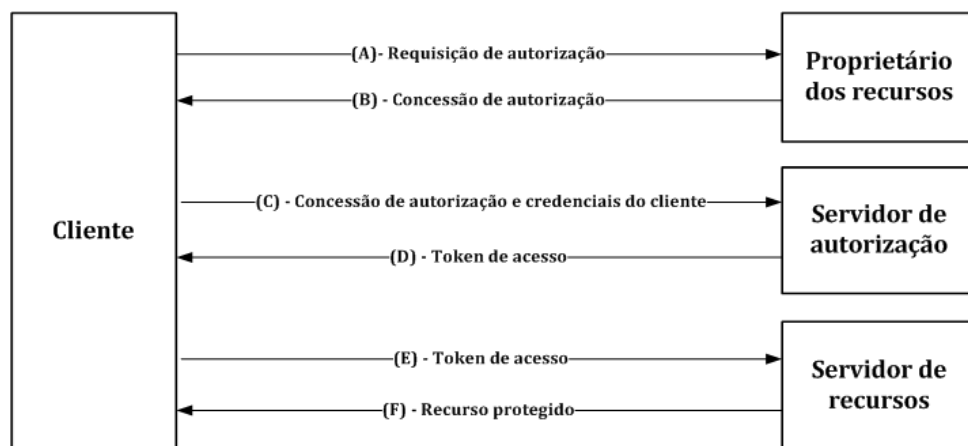 Cliente
(A)- Requisição de autorização
(B) - Concessão de autorização
Proprietário
dos recursos
(C) - Concessão de autorização e credenciais do cliente
(D) - Token de acesso
Servidor de
autorização
(E) - Token de acesso
(F) - Recurso protegido
Servidor de
recursos